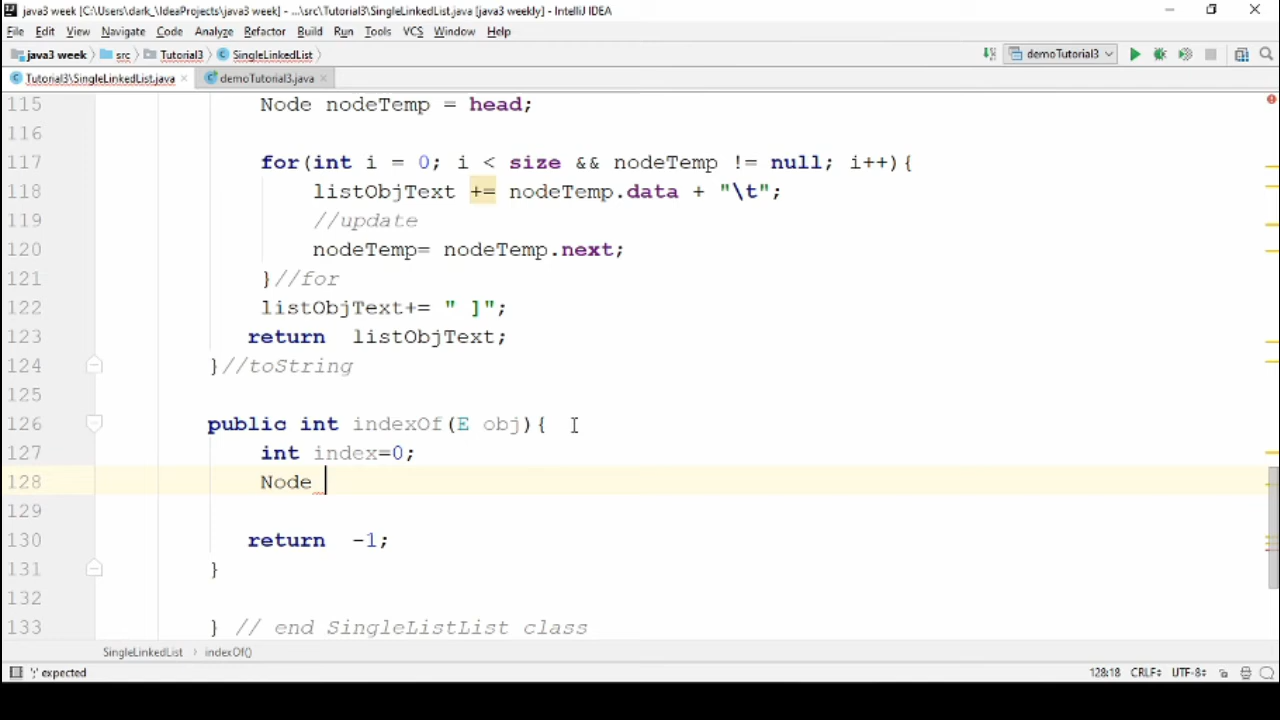 java3 week [C:\Users\dark_\IdeaProjects\java3 week] - ...\src\Tutorial3\SingleLinkedList.java [java3 weekly] - IntelliJ IDEA
File Edit View Navigate Code Analyze Refactor Build Run Tools VCS Window Help
java3 week src Tutorial3 SingleLinkedList demoTutorial3
Tutorial3\SingleLinkedList.java demoTutorial3.java
115 Node nodeTemp = head;
116
117 for(int i = 0; i < size && nodeTemp != null; i++){
118 listObjText += nodeTemp.data + "\t";
119 //update
120 nodeTemp= nodeTemp.next;
121 }//for
122 listObjText+= " ]";
123 return listObjText;
124 }//toString
125
126 public int indexOf(E obj){
127 int index=0;
128 Node
129
130 return -1;
131 }
132
133 } // end SingleListList class
SingleLinkedList indexOf()
';' expected 128:18 CRLF UTF-8